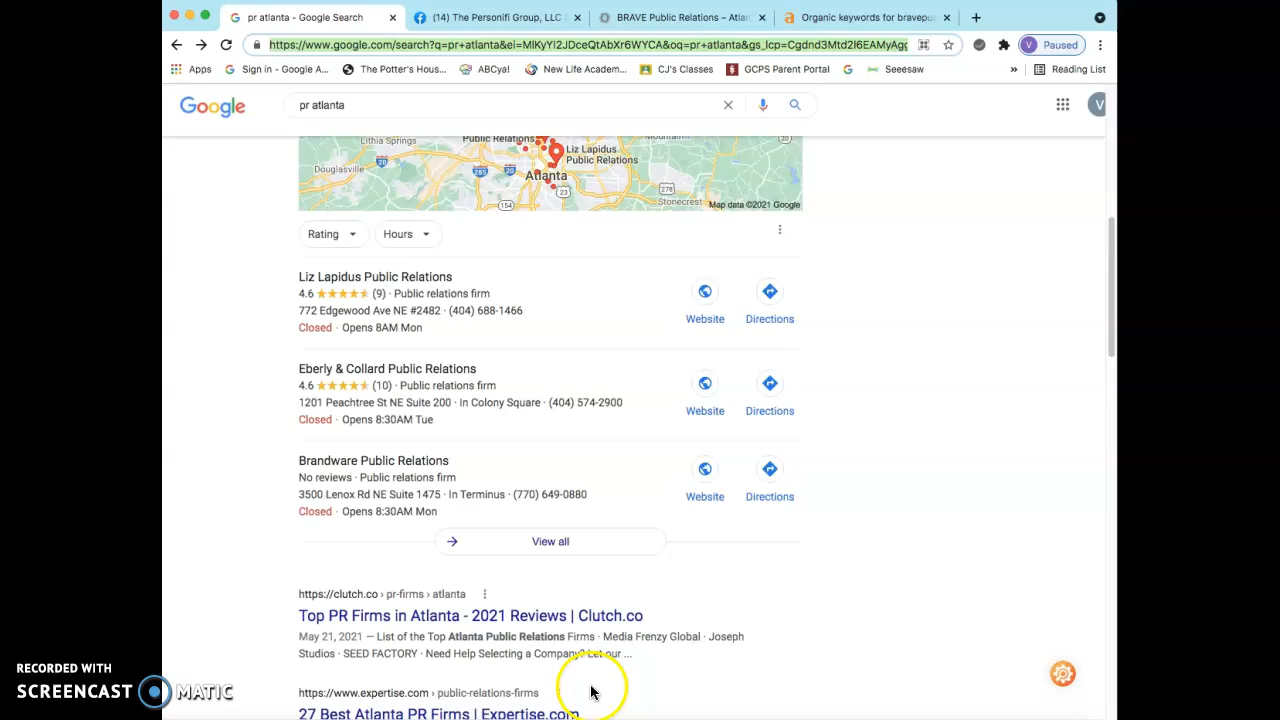 pr atlanta - Google Search
(14) The Personifi Group, LLC
BRAVE Public Relations – Atlan
Organic keywords for bravepu
https://www.google.com/search?q=pr+atlanta&ei=MlKyYI2JDceQtAbXr6WYCA&oq=pr+atlanta&gs_lcp=Cgdnd3Mtd2l6EAMyAgg
V Paused
Apps
Sign in - Google A...
The Potter's Hous...
ABCya!
New Life Academ...
CJ's Classes
GCPS Parent Portal
Seeesaw
»
Reading List
Google
pr atlanta
V
Lithia Springs
Public Relations
Mountain
20
Liz Lapidus
Public Relations
Douglasville
20
285
20
Atlanta
278
23
Stonecrest
154
Map data ©2021 Google
Rating
Hours
Liz Lapidus Public Relations
4.6 (9) · Public relations firm
772 Edgewood Ave NE #2482 · (404) 688-1466
Closed · Opens 8AM Mon
Website
Directions
Eberly & Collard Public Relations
4.6 (10) · Public relations firm
1201 Peachtree St NE Suite 200 · In Colony Square · (404) 574-2900
Closed · Opens 8:30AM Tue
Website
Directions
Brandware Public Relations
No reviews · Public relations firm
3500 Lenox Rd NE Suite 1475 · In Terminus · (770) 649-0880
Closed · Opens 8:30AM Mon
Website
Directions
View all
https://clutch.co › pr-firms › atlanta
Top PR Firms in Atlanta - 2021 Reviews | Clutch.co
May 21, 2021 — List of the Top Atlanta Public Relations Firms · Media Frenzy Global · Joseph
Studios · SEED FACTORY · Need Help Selecting a Company? Let our ...
https://www.expertise.com › public-relations-firms
27 Best Atlanta PR Firms | Expertise.com
RECORDED WITH
SCREENCAST MATIC